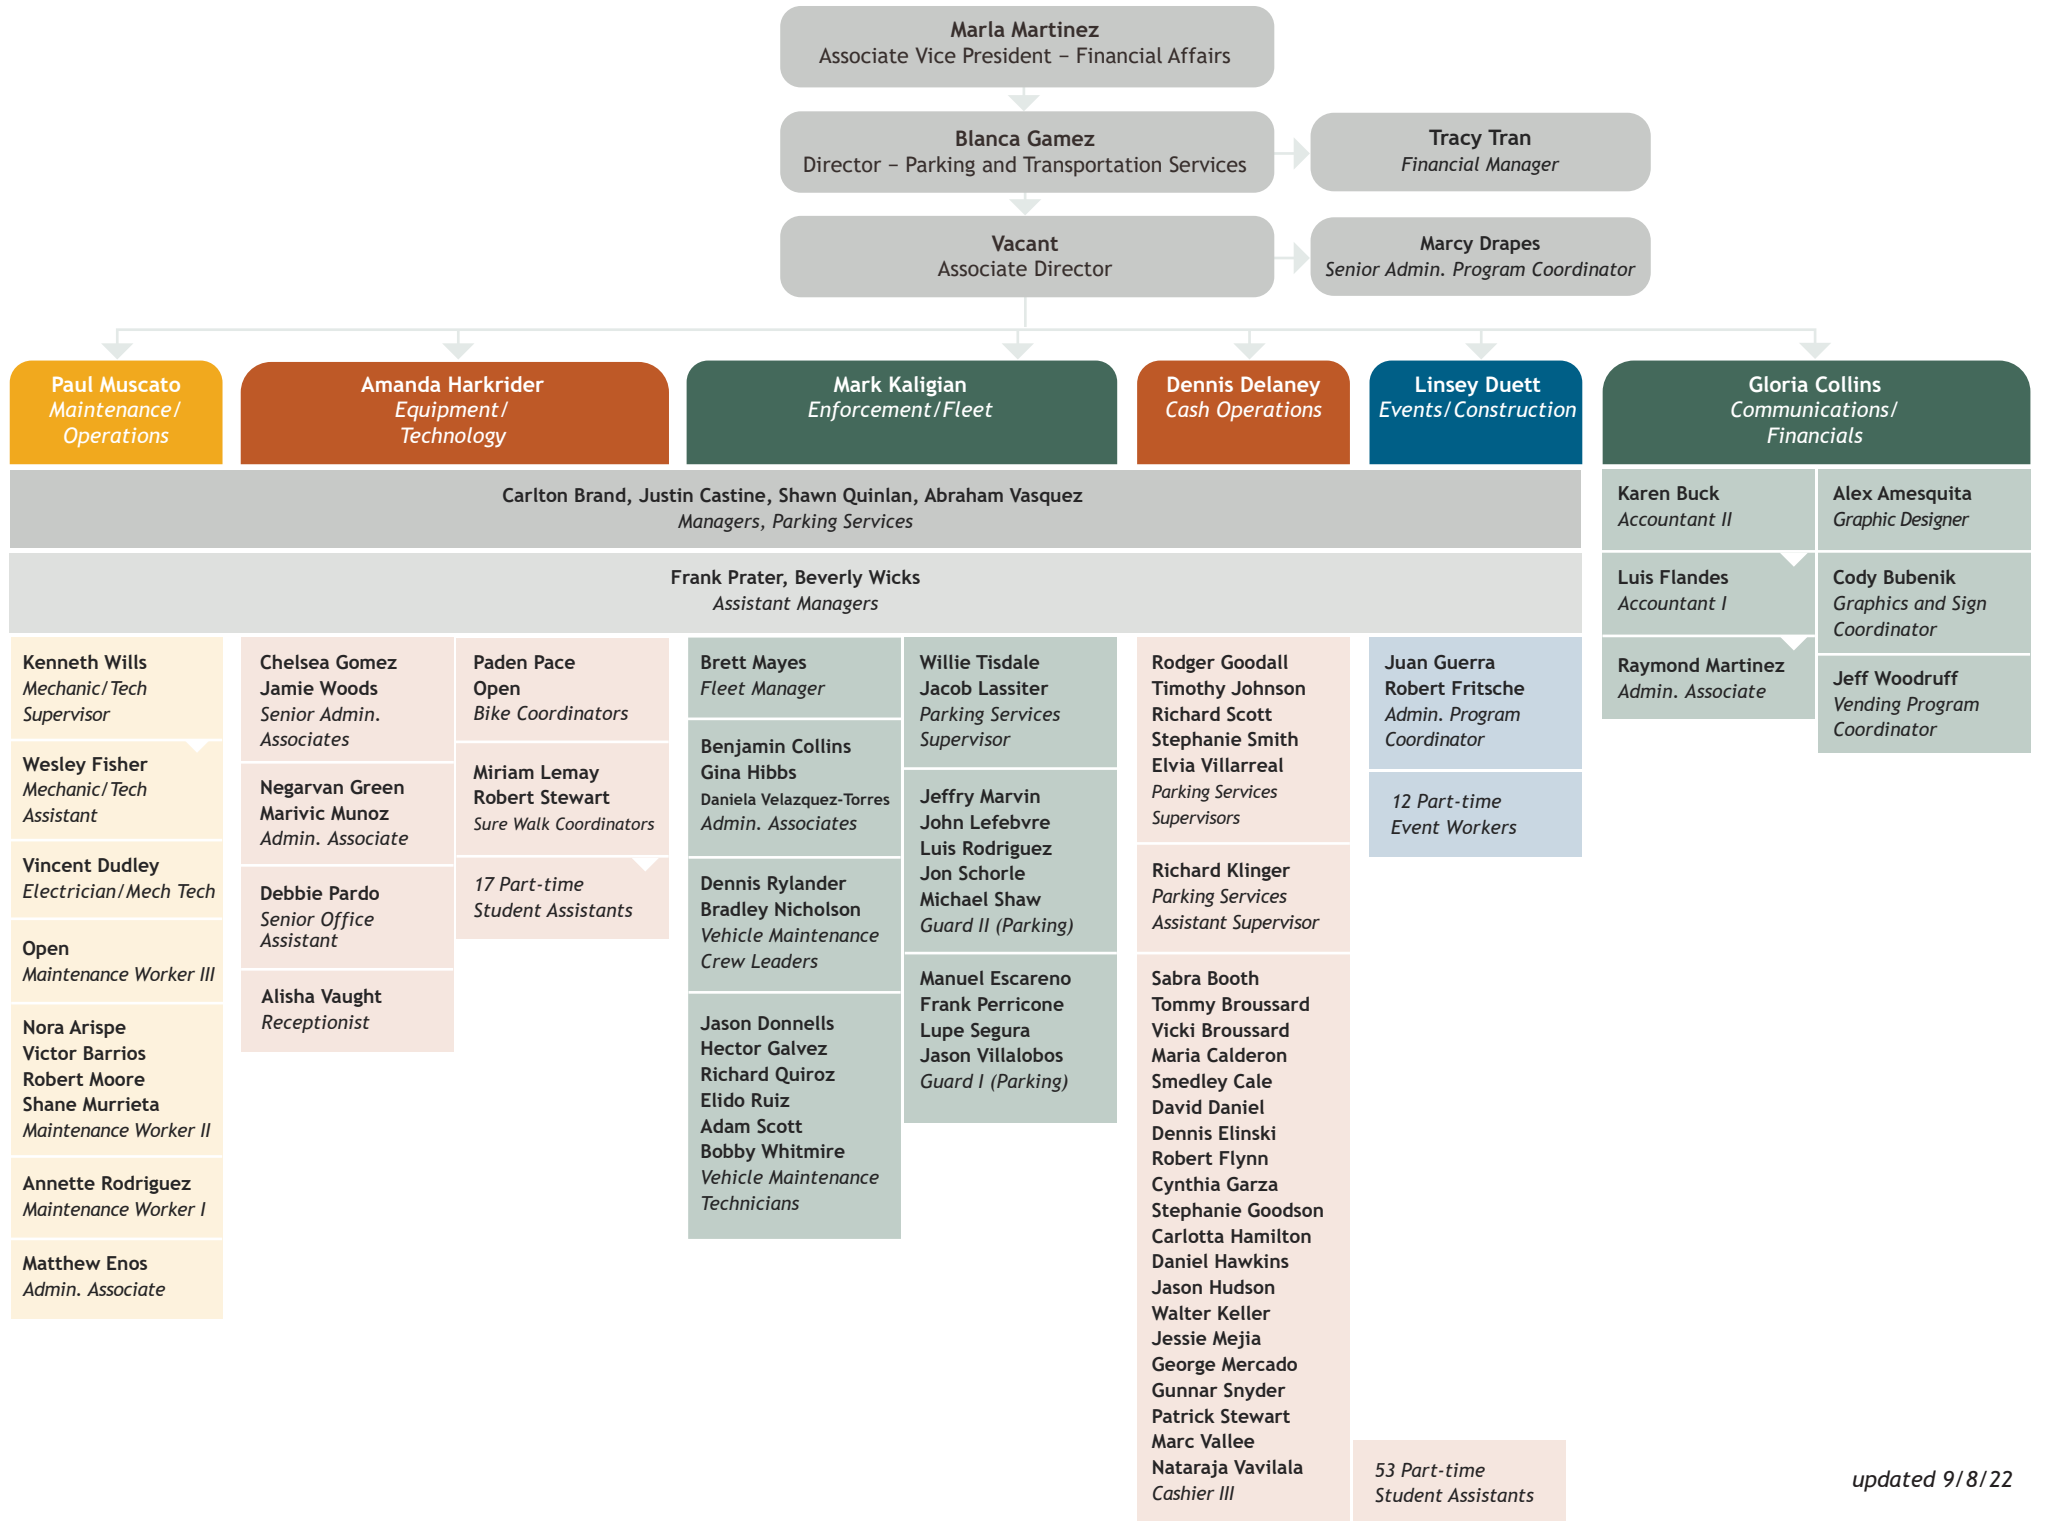 Marla Martinez
Associate Vice President – Financial Affairs
Blanca Gamez
Director – Parking and Transportation Services
Tracy Tran
Financial Manager
Vacant
Associate Director
Marcy Drapes
Senior Admin. Program Coordinator
Paul Muscato
Maintenance/
Operations
Amanda Harkrider
Equipment/
Technology
Mark Kaligian
Enforcement/Fleet
Dennis Delaney
Cash Operations
Linsey Duett
Events/Construction
Gloria Collins
Communications/
Financials
Carlton Brand, Justin Castine, Shawn Quinlan, Abraham Vasquez
Managers, Parking Services
Frank Prater, Beverly Wicks
Assistant Managers
Kenneth Wills
Mechanic/Tech
Supervisor
Wesley Fisher
Mechanic/Tech
Assistant
Vincent Dudley
Electrician/Mech Tech
Open
Maintenance Worker III
Nora Arispe
Victor Barrios
Robert Moore
Shane Murrieta
Maintenance Worker II
Annette Rodriguez
Maintenance Worker I
Matthew Enos
Admin. Associate
Chelsea Gomez
Jamie Woods
Senior Admin.
Associates
Negarvan Green
Marivic Munoz
Admin. Associate
Debbie Pardo
Senior Office
Assistant
Alisha Vaught
Receptionist
Paden Pace
Open
Bike Coordinators
Miriam Lemay
Robert Stewart
Sure Walk Coordinators
17 Part-time
Student Assistants
Brett Mayes
Fleet Manager
Benjamin Collins
Gina Hibbs
Daniela Velazquez-Torres
Admin. Associates
Dennis Rylander
Bradley Nicholson
Vehicle Maintenance
Crew Leaders
Jason Donnells
Hector Galvez
Richard Quiroz
Elido Ruiz
Adam Scott
Bobby Whitmire
Vehicle Maintenance
Technicians
Willie Tisdale
Jacob Lassiter
Parking Services
Supervisor
Jeffry Marvin
John Lefebvre
Luis Rodriguez
Jon Schorle
Michael Shaw
Guard II (Parking)
Manuel Escareno
Frank Perricone
Lupe Segura
Jason Villalobos
Guard I (Parking)
Rodger Goodall
Timothy Johnson
Richard Scott
Stephanie Smith
Elvia Villarreal
Parking Services
Supervisors
Richard Klinger
Parking Services
Assistant Supervisor
Sabra Booth
Tommy Broussard
Vicki Broussard
Maria Calderon
Smedley Cale
David Daniel
Dennis Elinski
Robert Flynn
Cynthia Garza
Stephanie Goodson
Carlotta Hamilton
Daniel Hawkins
Jason Hudson
Walter Keller
Jessie Mejia
George Mercado
Gunnar Snyder
Patrick Stewart
Marc Vallee
Nataraja Vavilala
Cashier III
53 Part-time
Student Assistants
Juan Guerra
Robert Fritsche
Admin. Program
Coordinator
12 Part-time
Event Workers
Karen Buck
Accountant II
Luis Flandes
Accountant I
Raymond Martinez
Admin. Associate
Alex Amesquita
Graphic Designer
Cody Bubenik
Graphics and Sign
Coordinator
Jeff Woodruff
Vending Program
Coordinator
updated 9/8/22